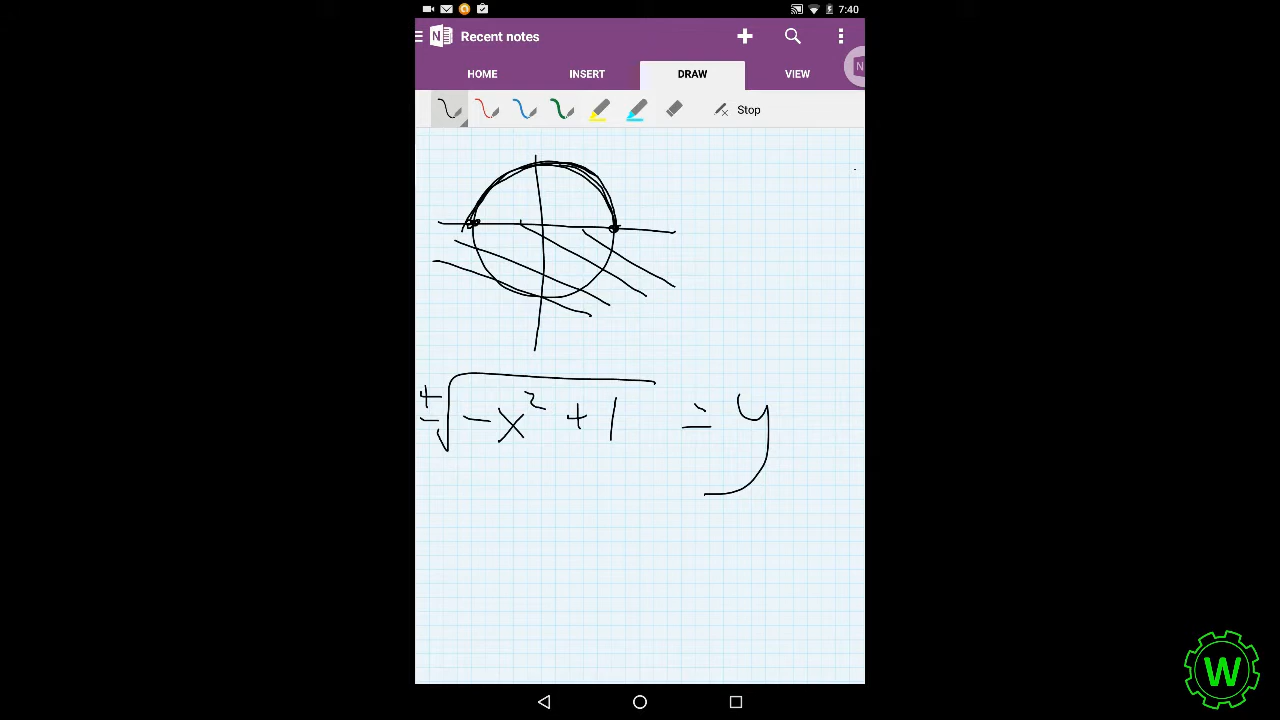 7:40
N Recent notes
HOME INSERT DRAW VIEW
Stop
±√(-x² + 1) = y
W